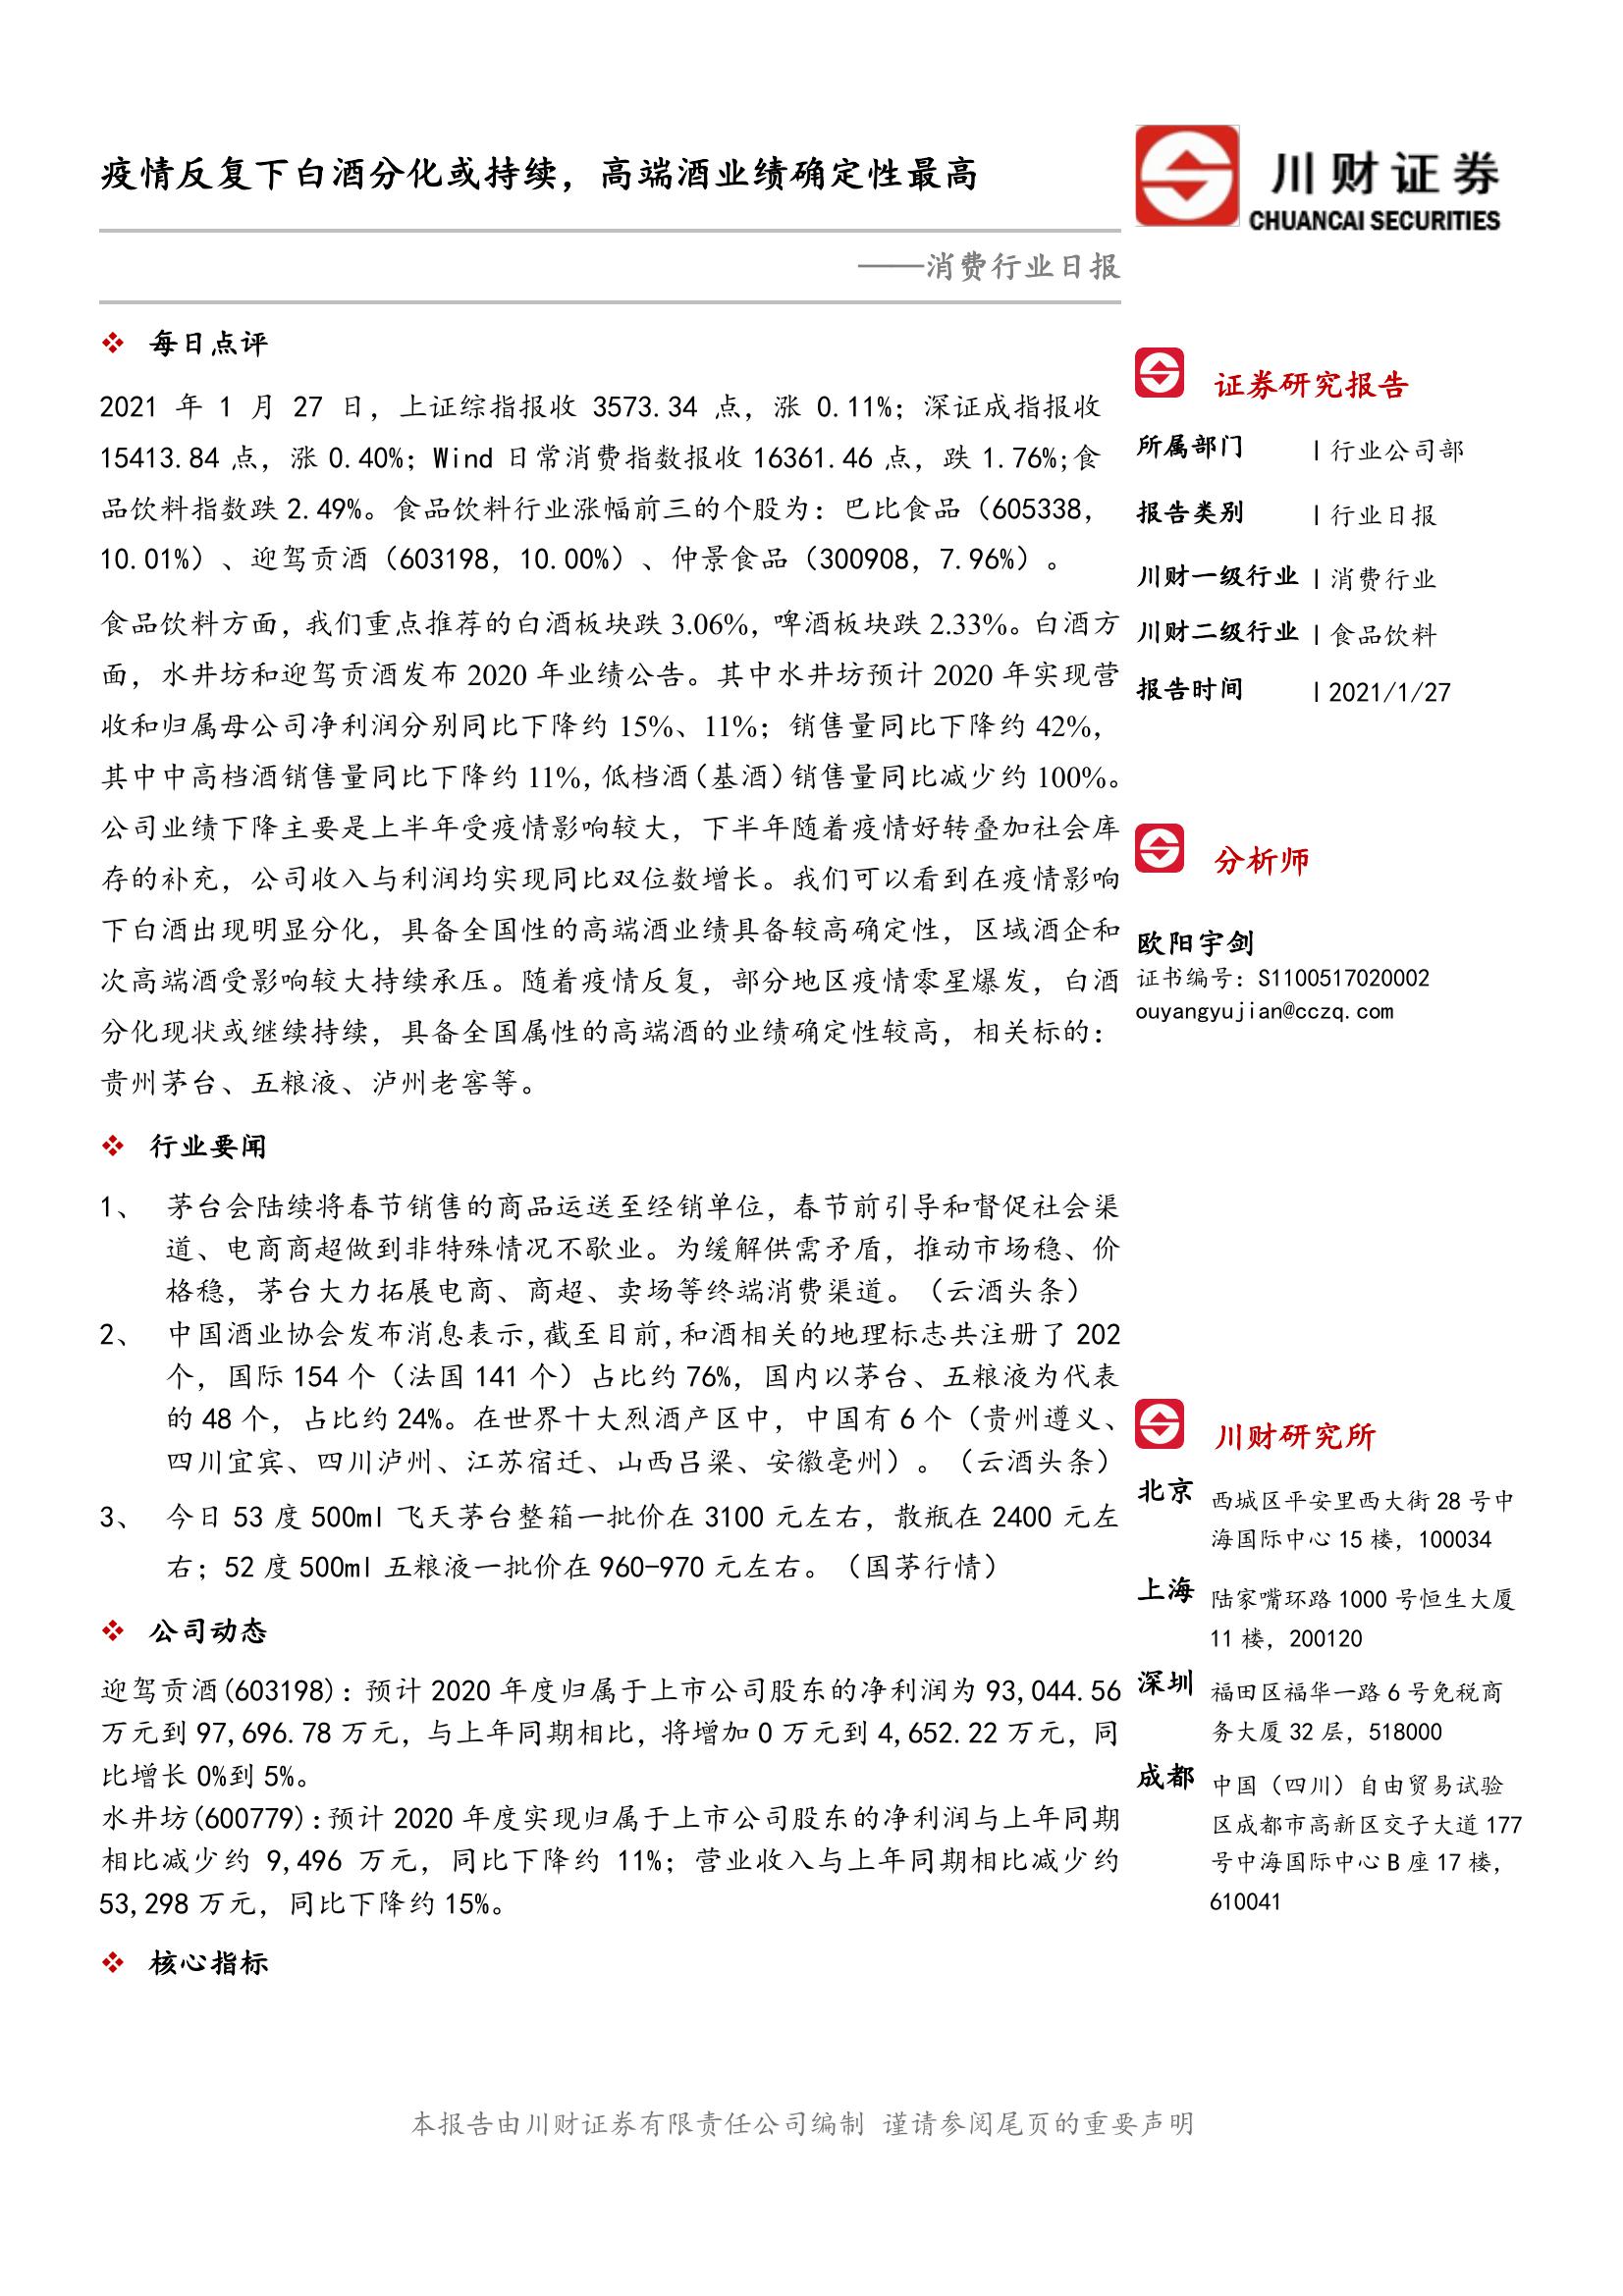 疫情反复下白酒分化或持续，高端酒业绩确定性最高
川财证券
CHUANCAI SECURITIES
——消费行业日报
每日点评
2021 年 1 月 27 日，上证综指报收 3573.34 点，涨 0.11%；深证成指报收
15413.84 点，涨 0.40%；Wind 日常消费指数报收 16361.46 点，跌 1.76%;食
品饮料指数跌 2.49%。食品饮料行业涨幅前三的个股为：巴比食品（605338，
10.01%）、迎驾贡酒（603198，10.00%）、仲景食品（300908，7.96%）。
食品饮料方面，我们重点推荐的白酒板块跌 3.06%，啤酒板块跌 2.33%。白酒方
面，水井坊和迎驾贡酒发布 2020 年业绩公告。其中水井坊预计 2020 年实现营
收和归属母公司净利润分别同比下降约 15%、11%；销售量同比下降约 42%，
其中中高档酒销售量同比下降约 11%，低档酒（基酒）销售量同比减少约 100%。
公司业绩下降主要是上半年受疫情影响较大，下半年随着疫情好转叠加社会库
存的补充，公司收入与利润均实现同比双位数增长。我们可以看到在疫情影响
下白酒出现明显分化，具备全国性的高端酒业绩具备较高确定性，区域酒企和
次高端酒受影响较大持续承压。随着疫情反复，部分地区疫情零星爆发，白酒
分化现状或继续持续，具备全国属性的高端酒的业绩确定性较高，相关标的：
贵州茅台、五粮液、泸州老窖等。
行业要闻
1、 茅台会陆续将春节销售的商品运送至经销单位，春节前引导和督促社会渠
道、电商商超做到非特殊情况不歇业。为缓解供需矛盾，推动市场稳、价
格稳，茅台大力拓展电商、商超、卖场等终端消费渠道。（云酒头条）
2、 中国酒业协会发布消息表示,截至目前,和酒相关的地理标志共注册了 202
个，国际 154 个（法国 141 个）占比约 76%，国内以茅台、五粮液为代表
的 48 个，占比约 24%。在世界十大烈酒产区中，中国有 6 个（贵州遵义、
四川宜宾、四川泸州、江苏宿迁、山西吕梁、安徽亳州）。（云酒头条）
3、 今日 53 度 500ml 飞天茅台整箱一批价在 3100 元左右，散瓶在 2400 元左
右；52 度 500ml 五粮液一批价在 960-970 元左右。（国茅行情）
公司动态
迎驾贡酒(603198)：预计 2020 年度归属于上市公司股东的净利润为 93,044.56
万元到 97,696.78 万元，与上年同期相比，将增加 0 万元到 4,652.22 万元，同
比增长 0%到 5%。
水井坊(600779):预计 2020 年度实现归属于上市公司股东的净利润与上年同期
相比减少约 9,496 万元，同比下降约 11%；营业收入与上年同期相比减少约
53,298 万元，同比下降约 15%。
核心指标
证券研究报告
所属部门 | 行业公司部
报告类别 | 行业日报
川财一级行业 | 消费行业
川财二级行业 | 食品饮料
报告时间 | 2021/1/27
分析师
欧阳宇剑
证书编号：S1100517020002
ouyangyujian@cczq.com
川财研究所
北京 西城区平安里西大街 28 号中
海国际中心 15 楼，100034
上海 陆家嘴环路 1000 号恒生大厦
11 楼，200120
深圳 福田区福华一路 6 号免税商
务大厦 32 层，518000
成都 中国（四川）自由贸易试验
区成都市高新区交子大道 177
号中海国际中心 B 座 17 楼，
610041
本报告由川财证券有限责任公司编制 谨请参阅尾页的重要声明